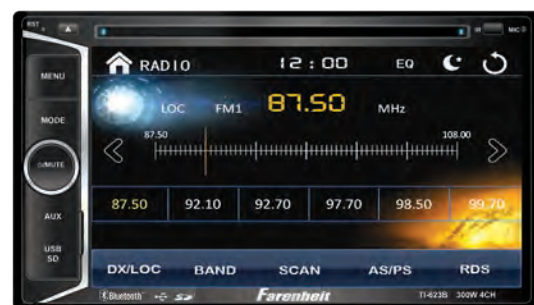 RST
IR MIC
MENU
RADIO 12:00 EQ
LOC FM1 87.50 MHz
MODE
87.50 108.00
/MUTE
87.50 92.10 92.70 97.70 98.50 99.70
AUX
USB
SD
DX/LOC BAND SCAN AS/PS RDS
Bluetooth Farenheit TI-623B 300W 4CH